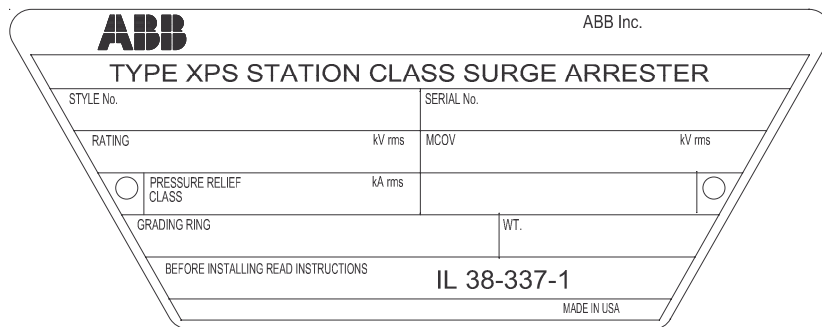 ABB
ABB Inc.
TYPE XPS STATION CLASS SURGE ARRESTER
STYLE No.
SERIAL No.
RATING kV rms
MCOV kV rms
PRESSURE RELIEF CLASS kA rms
GRADING RING
WT.
BEFORE INSTALLING READ INSTRUCTIONS IL 38-337-1
MADE IN USA